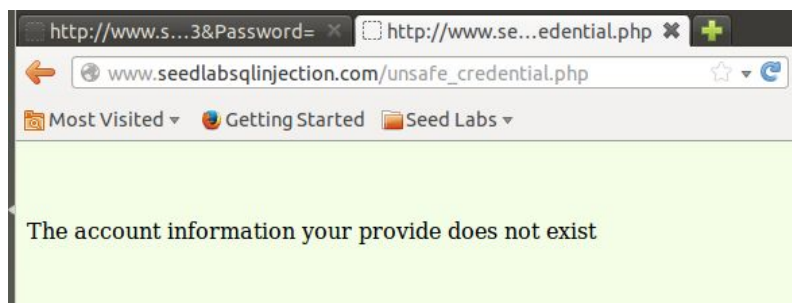 http://www.s...3&Password= http://www.se...edential.php
www.seedlabsqlinjection.com/unsafe_credential.php
Most Visited Getting Started Seed Labs
The account information your provide does not exist